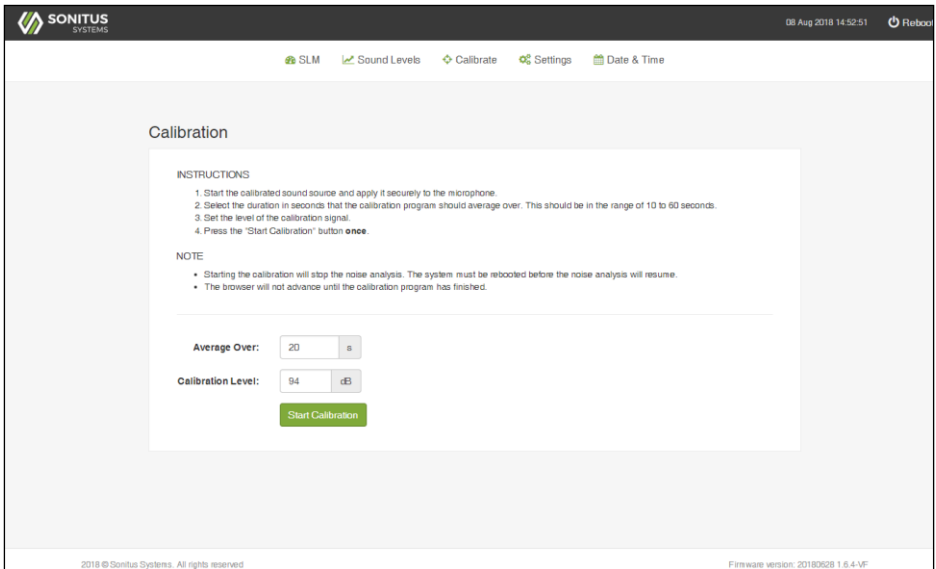 SONITUS
SYSTEMS
08 Aug 2018 14:52:51
Reboot
SLM
Sound Levels
Calibrate
Settings
Date & Time
Calibration
INSTRUCTIONS
1. Start the calibrated sound source and apply it securely to the microphone.
2. Select the duration in seconds that the calibration program should average over. This should be in the range of 10 to 60 seconds.
3. Set the level of the calibration signal.
4. Press the "Start Calibration" button once.
NOTE
• Starting the calibration will stop the noise analysis. The system must be rebooted before the noise analysis will resume.
• The browser will not advance until the calibration program has finished.
Average Over: 20 s
Calibration Level: 94 dB
Start Calibration
2018 © Sonitus Systems. All rights reserved
Firmware version: 20180628 1.6.4-VF